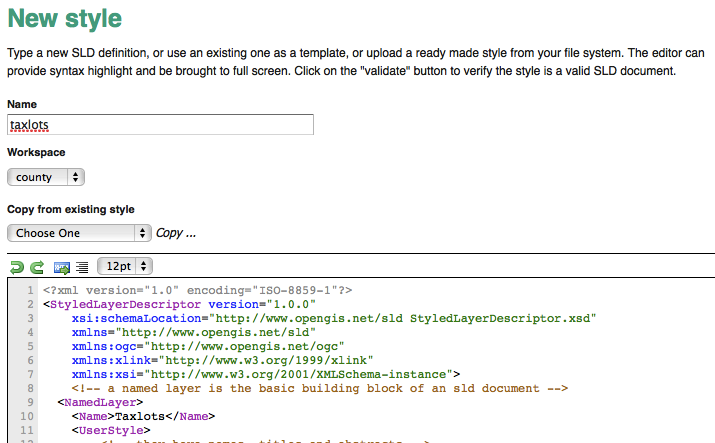 New style
Type a new SLD definition, or use an existing one as a template, or upload a ready made style from your file system. The editor can
provide syntax highlight and be brought to full screen. Click on the "validate" button to verify the style is a valid SLD document.
Name
taxlots
Workspace
county
Copy from existing style
Choose One Copy ...
12pt
1 <?xml version="1.0" encoding="ISO-8859-1"?>
2 <StyledLayerDescriptor version="1.0.0"
3 xsi:schemaLocation="http://www.opengis.net/sld StyledLayerDescriptor.xsd"
4 xmlns="http://www.opengis.net/sld"
5 xmlns:ogc="http://www.opengis.net/ogc"
6 xmlns:xlink="http://www.w3.org/1999/xlink"
7 xmlns:xsi="http://www.w3.org/2001/XMLSchema-instance">
8 <!-- a named layer is the basic building block of an sld document -->
9 <NamedLayer>
10 <Name>Taxlots</Name>
11 <UserStyle>